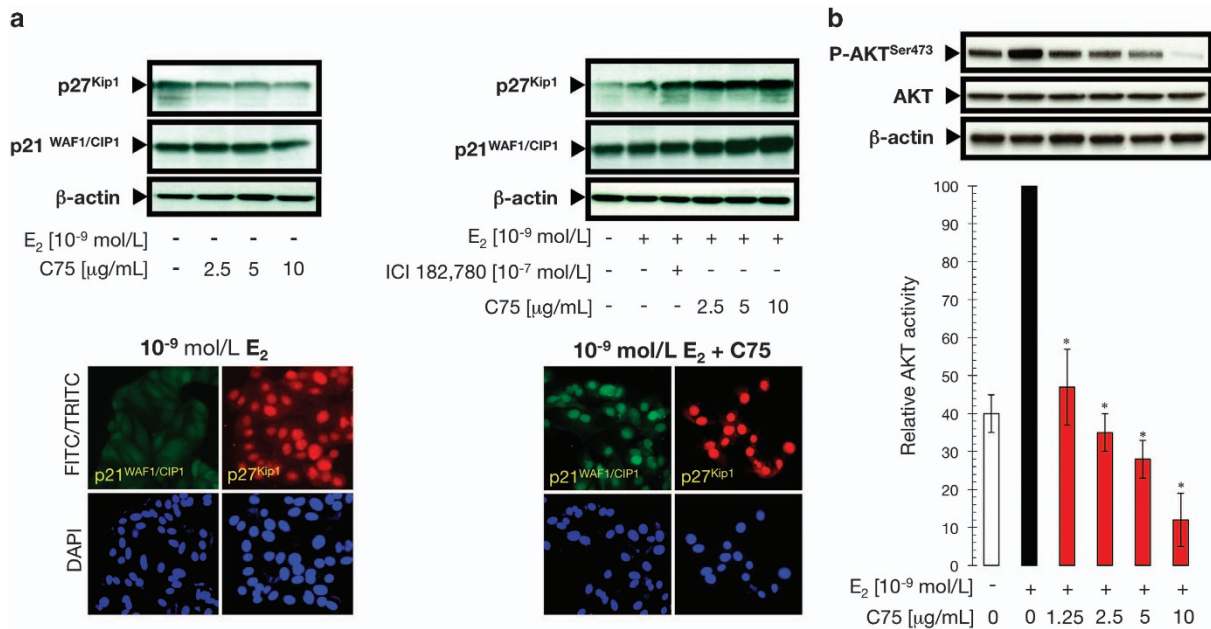 a
p27Kip1
p21 WAF1/CIP1
β-actin
E2 [10-9 mol/L] - - - -
C75 [μg/mL] - 2.5 5 10
p27Kip1
p21WAF1/CIP1
β-actin
E2 [10-9 mol/L] - + + + + +
ICI 182,780 [10-7 mol/L] - - + - - -
C75 [μg/mL] - - - 2.5 5 10
10-9 mol/L E2
FITC/TRITC
p21WAF1/CIP1
p27Kip1
DAPI
10-9 mol/L E2 + C75
p21WAF1/CIP1
p27Kip1
b
P-AKTSer473
AKT
β-actin
Relative AKT activity
100
90
80
70
60
50
40
30
20
10
0
* * * *
E2 [10-9 mol/L] - + + + + +
C75 [μg/mL] 0 0 1.25 2.5 5 10